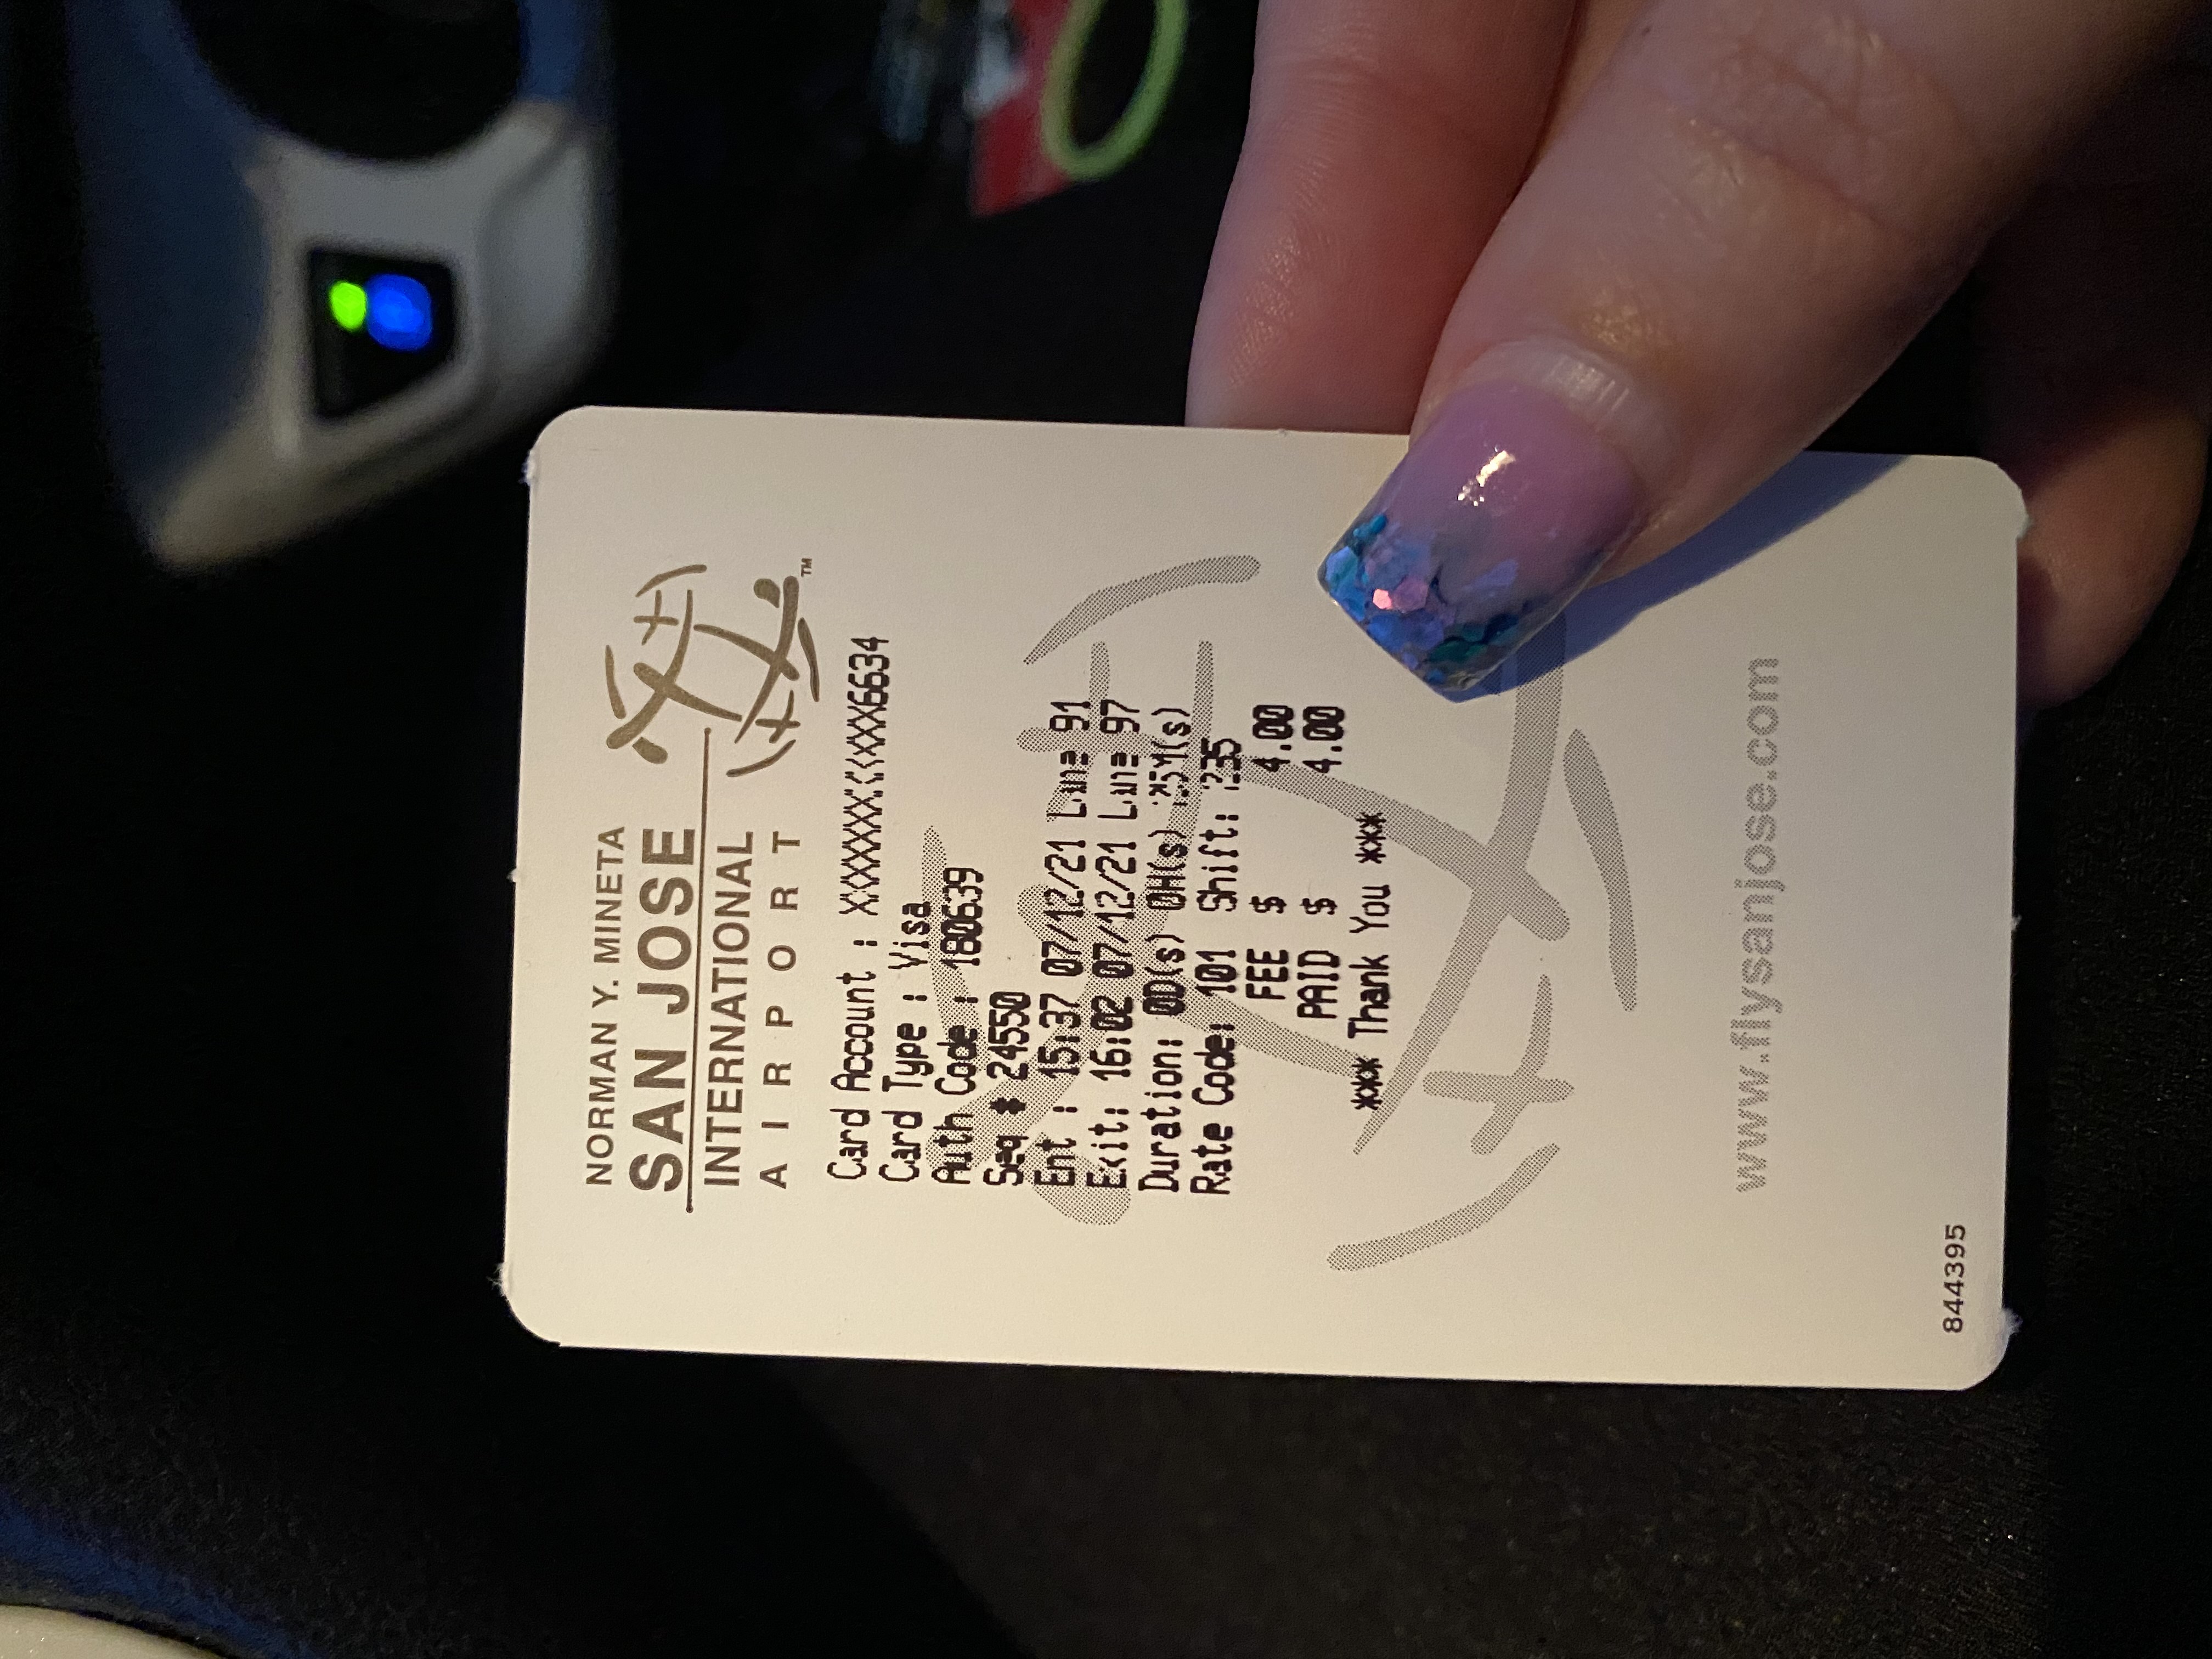 NORMAN Y. MINETA
SAN JOSE
INTERNATIONAL
AIRPORT
TM
Card Account : XXXXXXXXXXXX6634
Card Type : Visa
Auth Code : 180639
Seq # 24550
Ent : 15:37 07/12/21 Lane 91
Exit: 16:02 07/12/21 Lane 97
Duration: 0D(s) 0H(s) 25M(s)
Rate Code: 101 Shift: 235
FEE $ 4.00
PAID $ 4.00
*** Thank You ***
www.flysanjose.com
844395